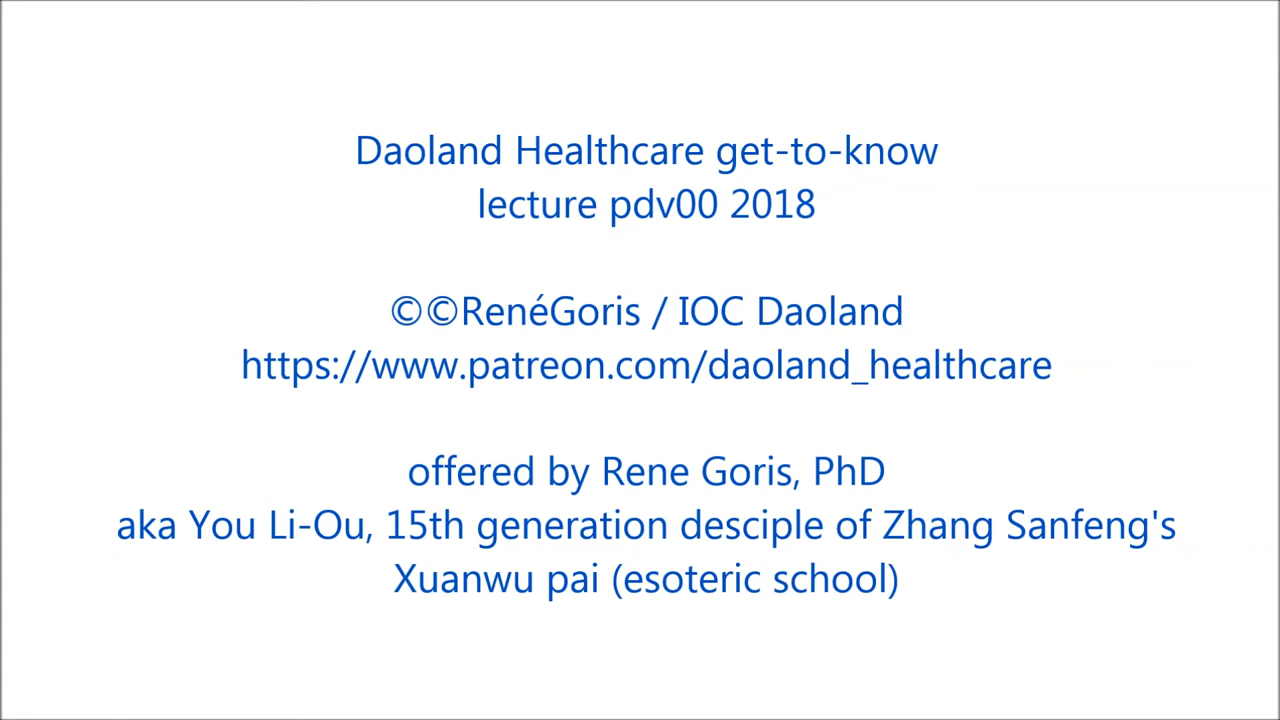 Daoland Healthcare get-to-know
lecture pdv00 2018
©©RenéGoris / IOC Daoland
https://www.patreon.com/daoland_healthcare
offered by Rene Goris, PhD
aka You Li-Ou, 15th generation desciple of Zhang Sanfeng's
Xuanwu pai (esoteric school)